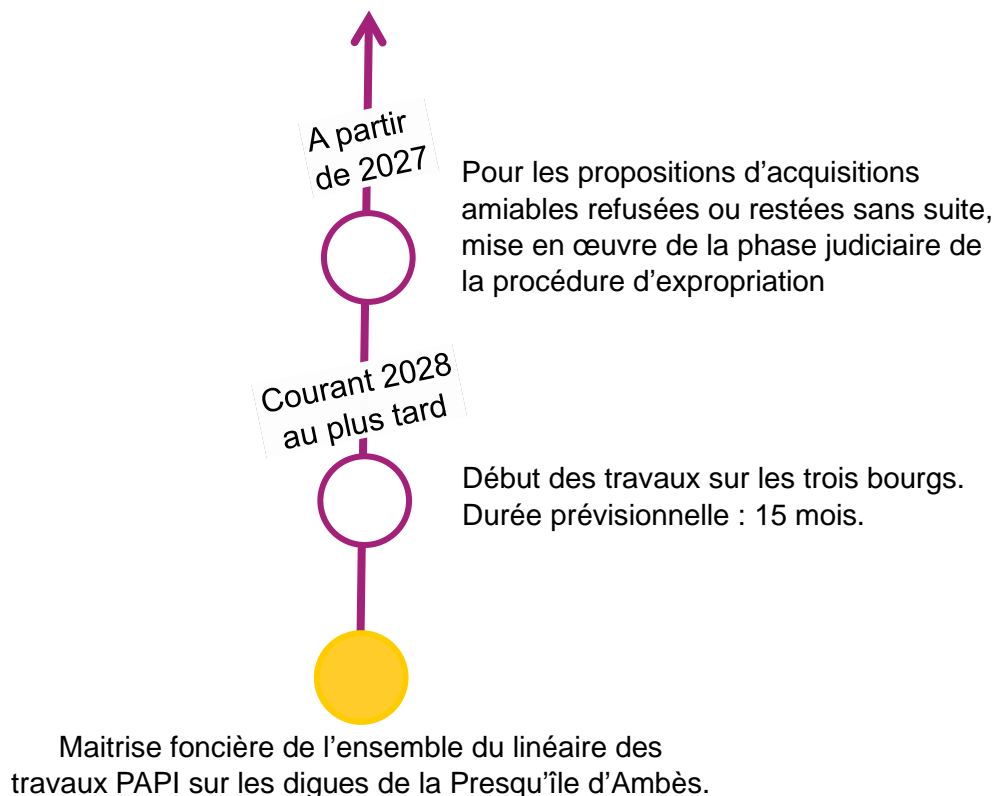 A partir
de 2027
Pour les propositions d’acquisitions
amiables refusées ou restées sans suite,
mise en œuvre de la phase judiciaire de
la procédure d’expropriation
Courant 2028
au plus tard
Début des travaux sur les trois bourgs.
Durée prévisionnelle : 15 mois.
Maitrise foncière de l’ensemble du linéaire des
travaux PAPI sur les digues de la Presqu’île d’Ambès.